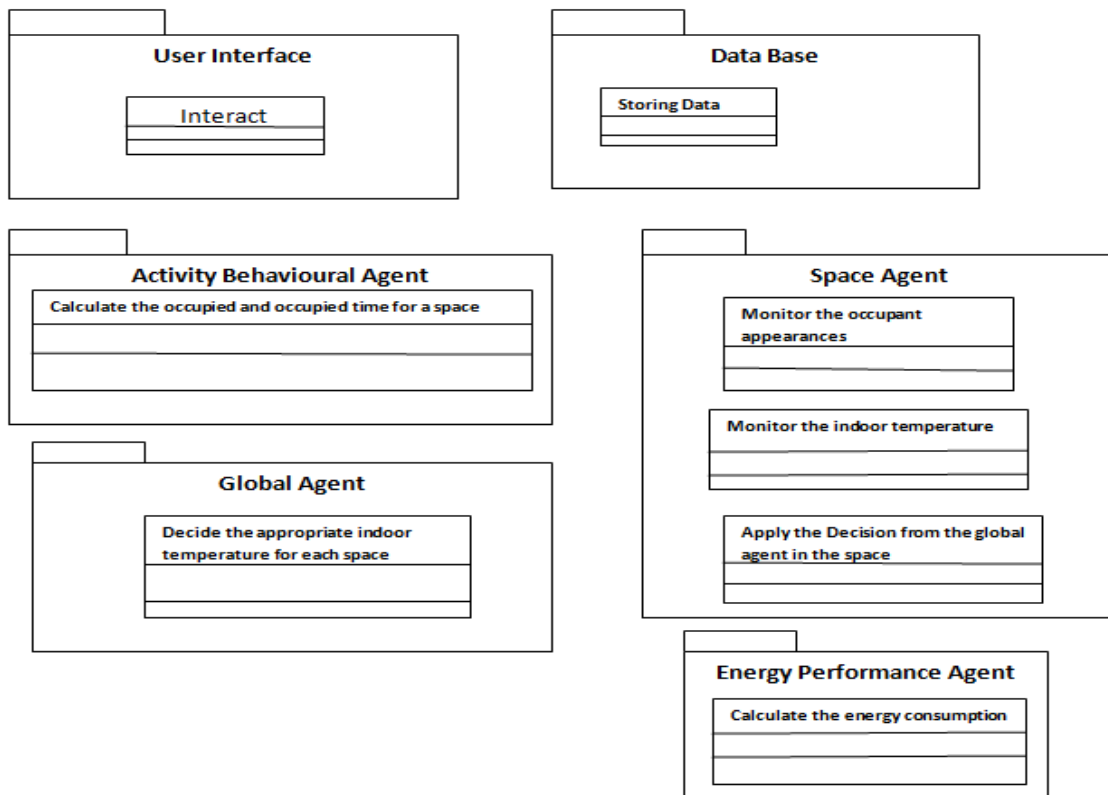 User Interface
Interact
Data Base
Storing Data
Activity Behavioural Agent
Calculate the occupied and occupied time for a space
Space Agent
Monitor the occupant
appearances
Monitor the indoor temperature
Apply the Decision from the global
agent in the space
Global Agent
Decide the appropriate indoor
temperature for each space
Energy Performance Agent
Calculate the energy consumption